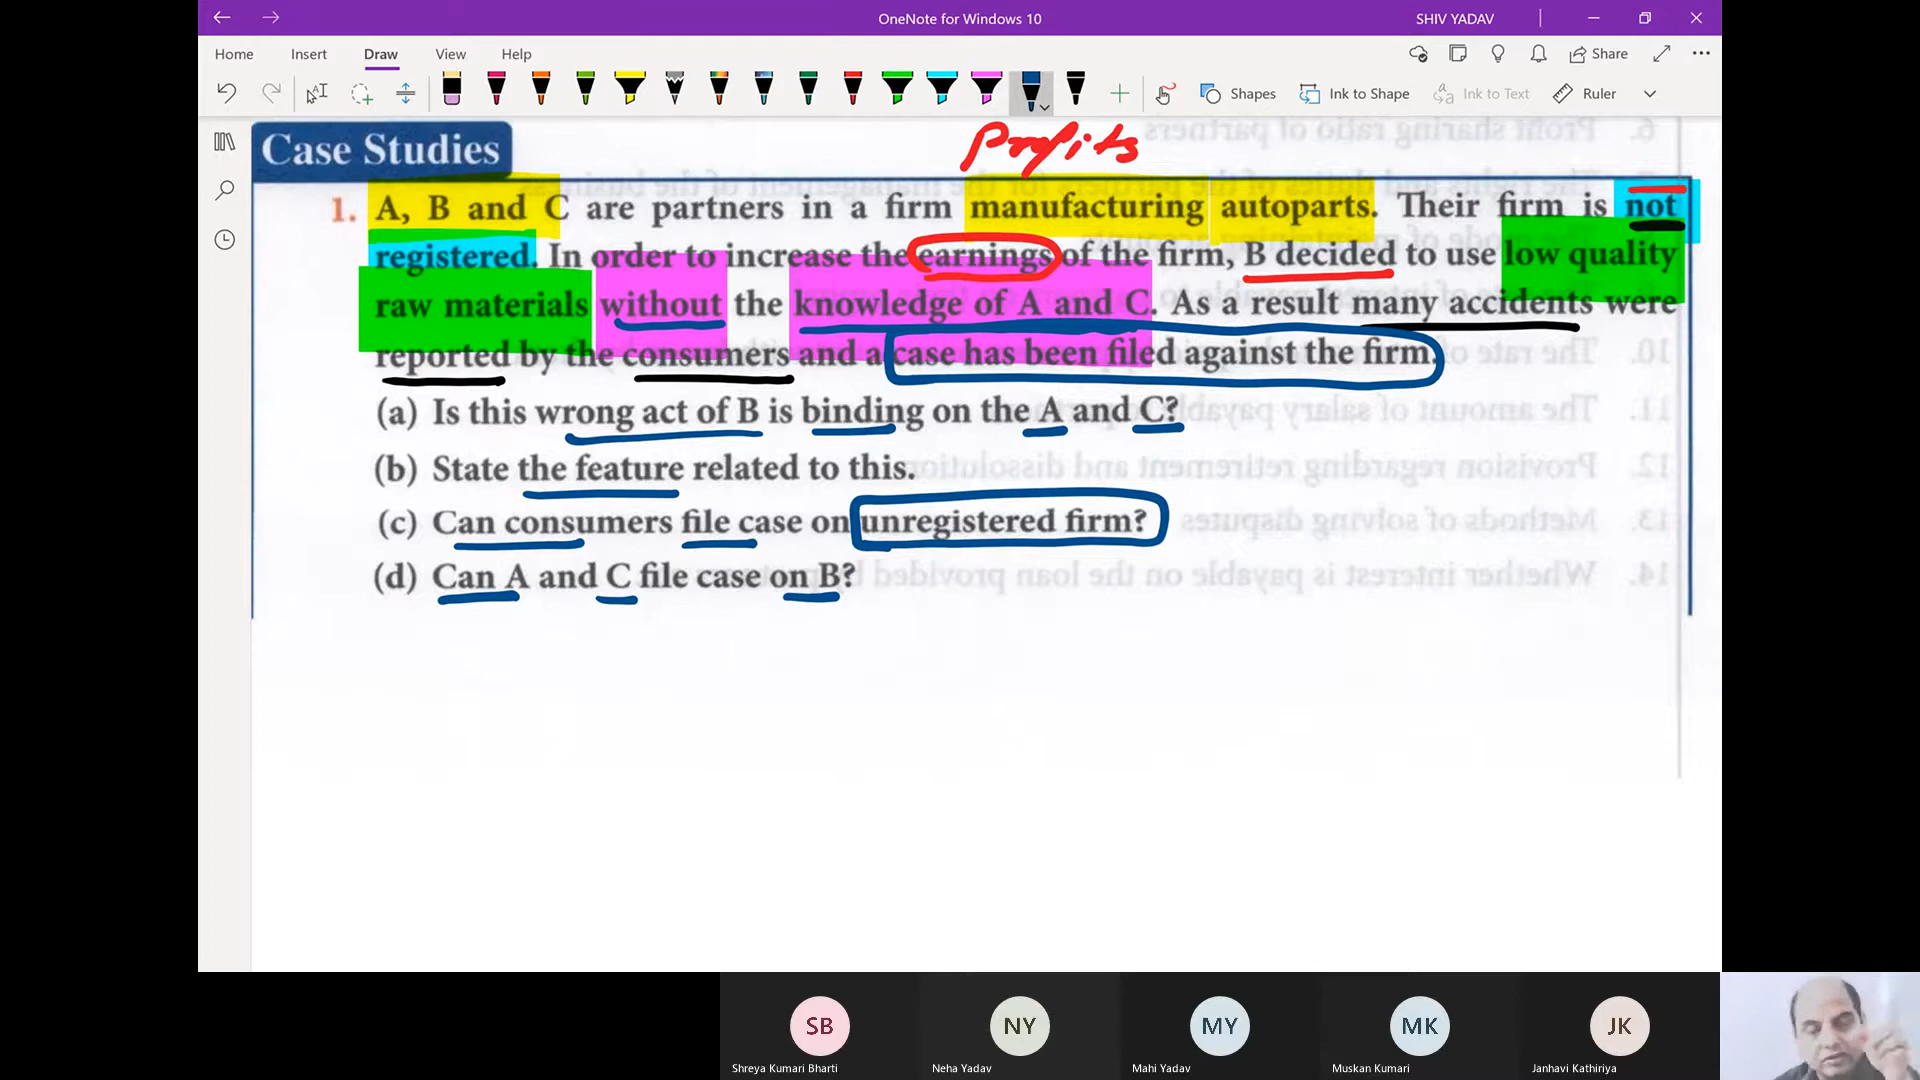 OneNote for Windows 10
SHIV YADAV
Home Insert Draw View Help
Share
Shapes
Ink to Shape
Ink to Text
Ruler
Profits
Case Studies
1. A, B and C are partners in a firm manufacturing autoparts. Their firm is not
registered. In order to increase the earnings of the firm, B decided to use low quality
raw materials without the knowledge of A and C. As a result many accidents were
reported by the consumers and a case has been filed against the firm.
(a) Is this wrong act of B is binding on the A and C?
(b) State the feature related to this.
(c) Can consumers file case on unregistered firm?
(d) Can A and C file case on B?
SB
NY
MY
MK
JK
Shreya Kumari Bharti
Neha Yadav
Mahi Yadav
Muskan Kumari
Janhavi Kathiriya